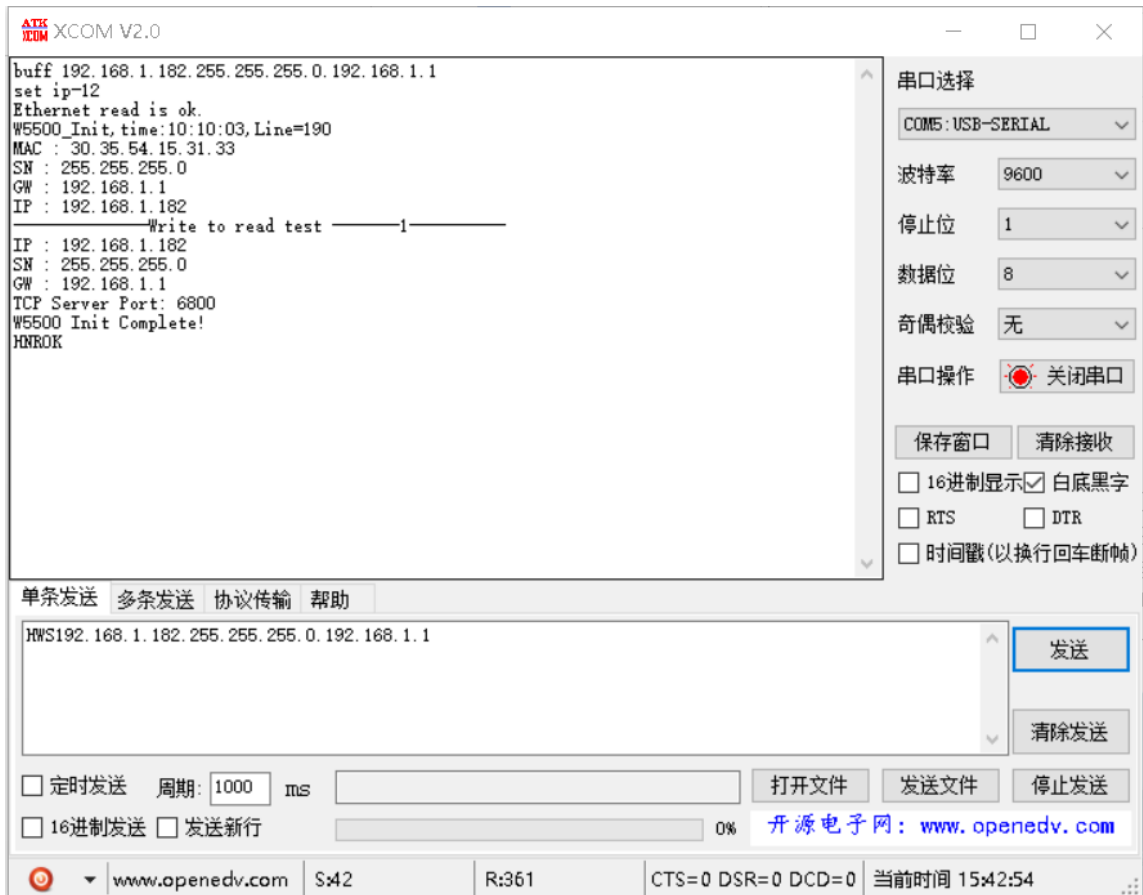 ATK XCOM XCOM V2.0
buff 192.168.1.182.255.255.255.0.192.168.1.1
set ip-12
Ethernet read is ok.
W5500_Init,time:10:10:03,Line=190
MAC : 30.35.54.15.31.33
SN : 255.255.255.0
GW : 192.168.1.1
IP : 192.168.1.182
————————Write to read test ————1——————
IP : 192.168.1.182
SN : 255.255.255.0
GW : 192.168.1.1
TCP Server Port: 6800
W5500 Init Complete!
HNROK
串口选择
COM5:USB-SERIAL
波特率 9600
停止位 1
数据位 8
奇偶校验 无
串口操作 关闭串口
保存窗口 清除接收
16进制显示 白底黑字
RTS DTR
时间戳(以换行回车断帧)
单条发送 多条发送 协议传输 帮助
HWS192.168.1.182.255.255.255.0.192.168.1.1
发送
清除发送
定时发送 周期: 1000 ms 打开文件 发送文件 停止发送
16进制发送 发送新行 0% 开源电子网: www.openedv.com
www.openedv.com S:42 R:361 CTS=0 DSR=0 DCD=0 当前时间 15:42:54